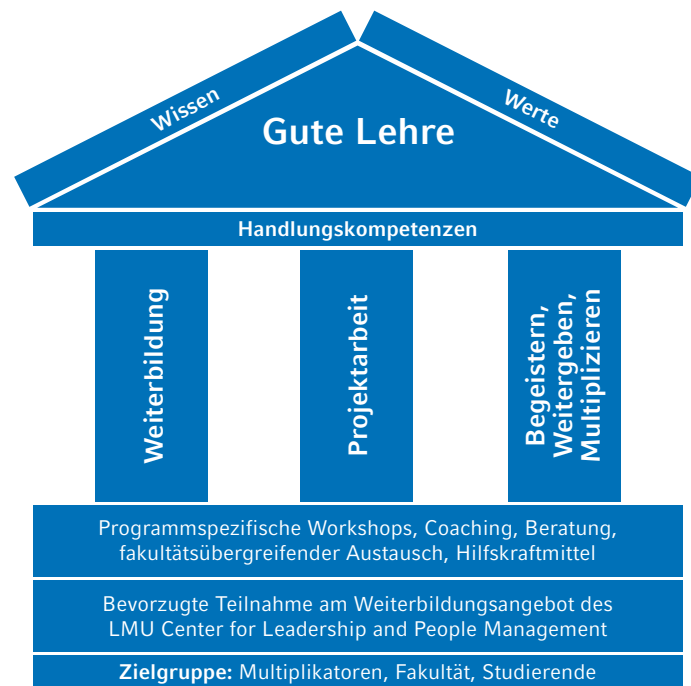 Wissen
Werte
Gute Lehre
Handlungskompetenzen
Weiterbildung
Projektarbeit
Begeistern,
Weitergeben,
Multiplizieren
Programmspezifische Workshops, Coaching, Beratung,
fakultätsübergreifender Austausch, Hilfskraftmittel
Bevorzugte Teilnahme am Weiterbildungsangebot des
LMU Center for Leadership and People Management
Zielgruppe: Multiplikatoren, Fakultät, Studierende